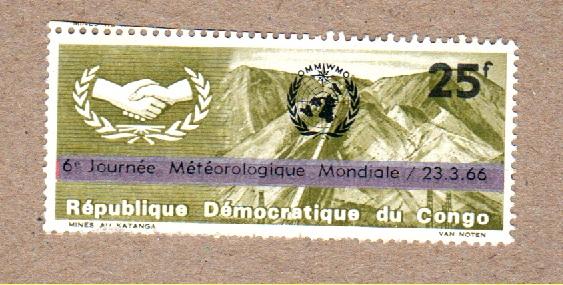 OMM WMO
25f
6e Journée Météorologique Mondiale / 23.3.66
République Démocratique du Congo
MINES AU KATANGA
VAN NOTEN